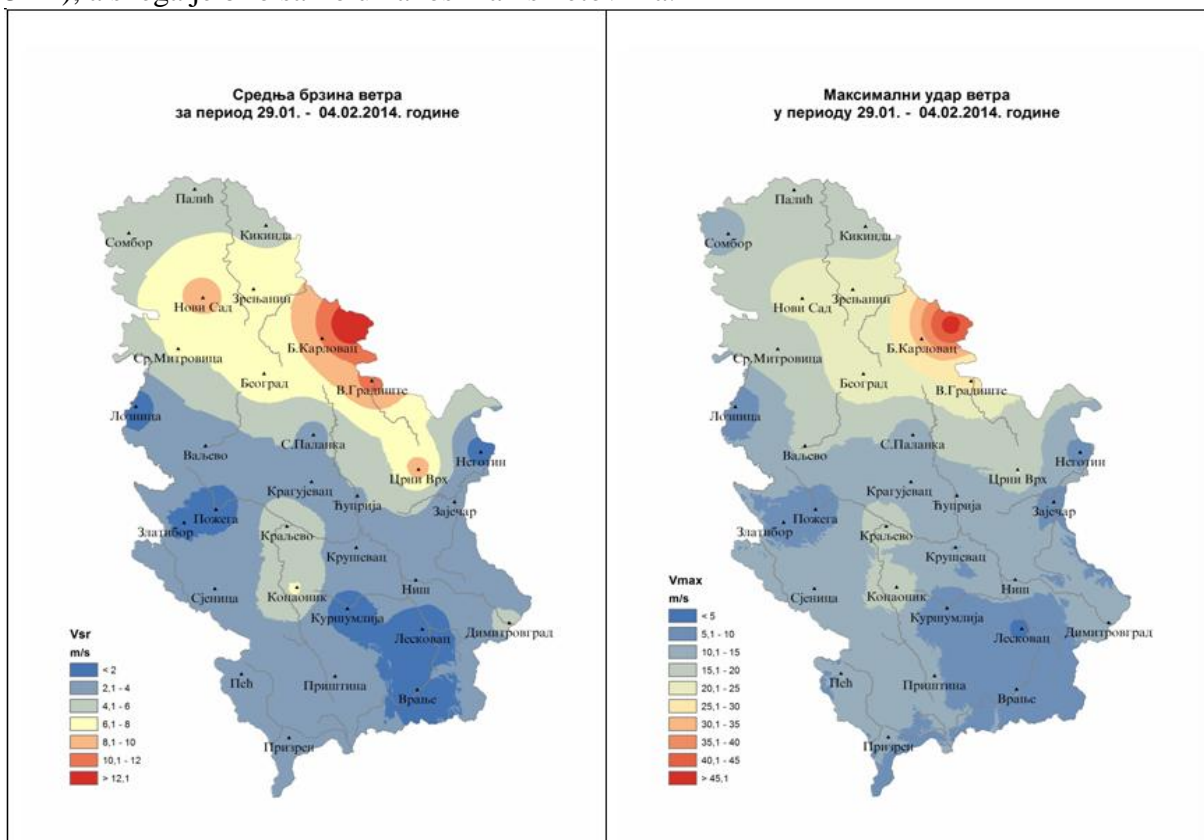 Средња брзина ветра
за период 29.01. - 04.02.2014. године
Палић
Сомбор
Кикинда
Нови Сад
Зрењанин
Б.Карловац
Ср.Митровица
Београд
В.Градиште
Лозница
С.Паланка
Ваљево
Неготин
Црни Врх
Крагујевац
Ћуприја
Зајечар
Пожега
Златибор
Краљево
Крушевац
Ниш
Сјеница
Копаоник
Куршумлија
Лесковац
Димитровград
Пећ
Приштина
Врање
Призрен
Vsr
m/s
< 2
2,1 - 4
4,1 - 6
6,1 - 8
8,1 - 10
10,1 - 12
> 12,1
Максимални удар ветра
у периоду 29.01. - 04.02.2014. године
Палић
Сомбор
Кикинда
Нови Сад
Зрењанин
Б.Карловац
Ср.Митровица
Београд
В.Градиште
Лозница
С.Паланка
Ваљево
Неготин
Црни Врх
Крагујевац
Ћуприја
Зајечар
Пожега
Златибор
Краљево
Крушевац
Ниш
Сјеница
Копаоник
Куршумлија
Лесковац
Димитровград
Пећ
Приштина
Врање
Призрен
Vmax
m/s
< 5
5,1 - 10
10,1 - 15
15,1 - 20
20,1 - 25
25,1 - 30
30,1 - 35
35,1 - 40
40,1 - 45
> 45,1